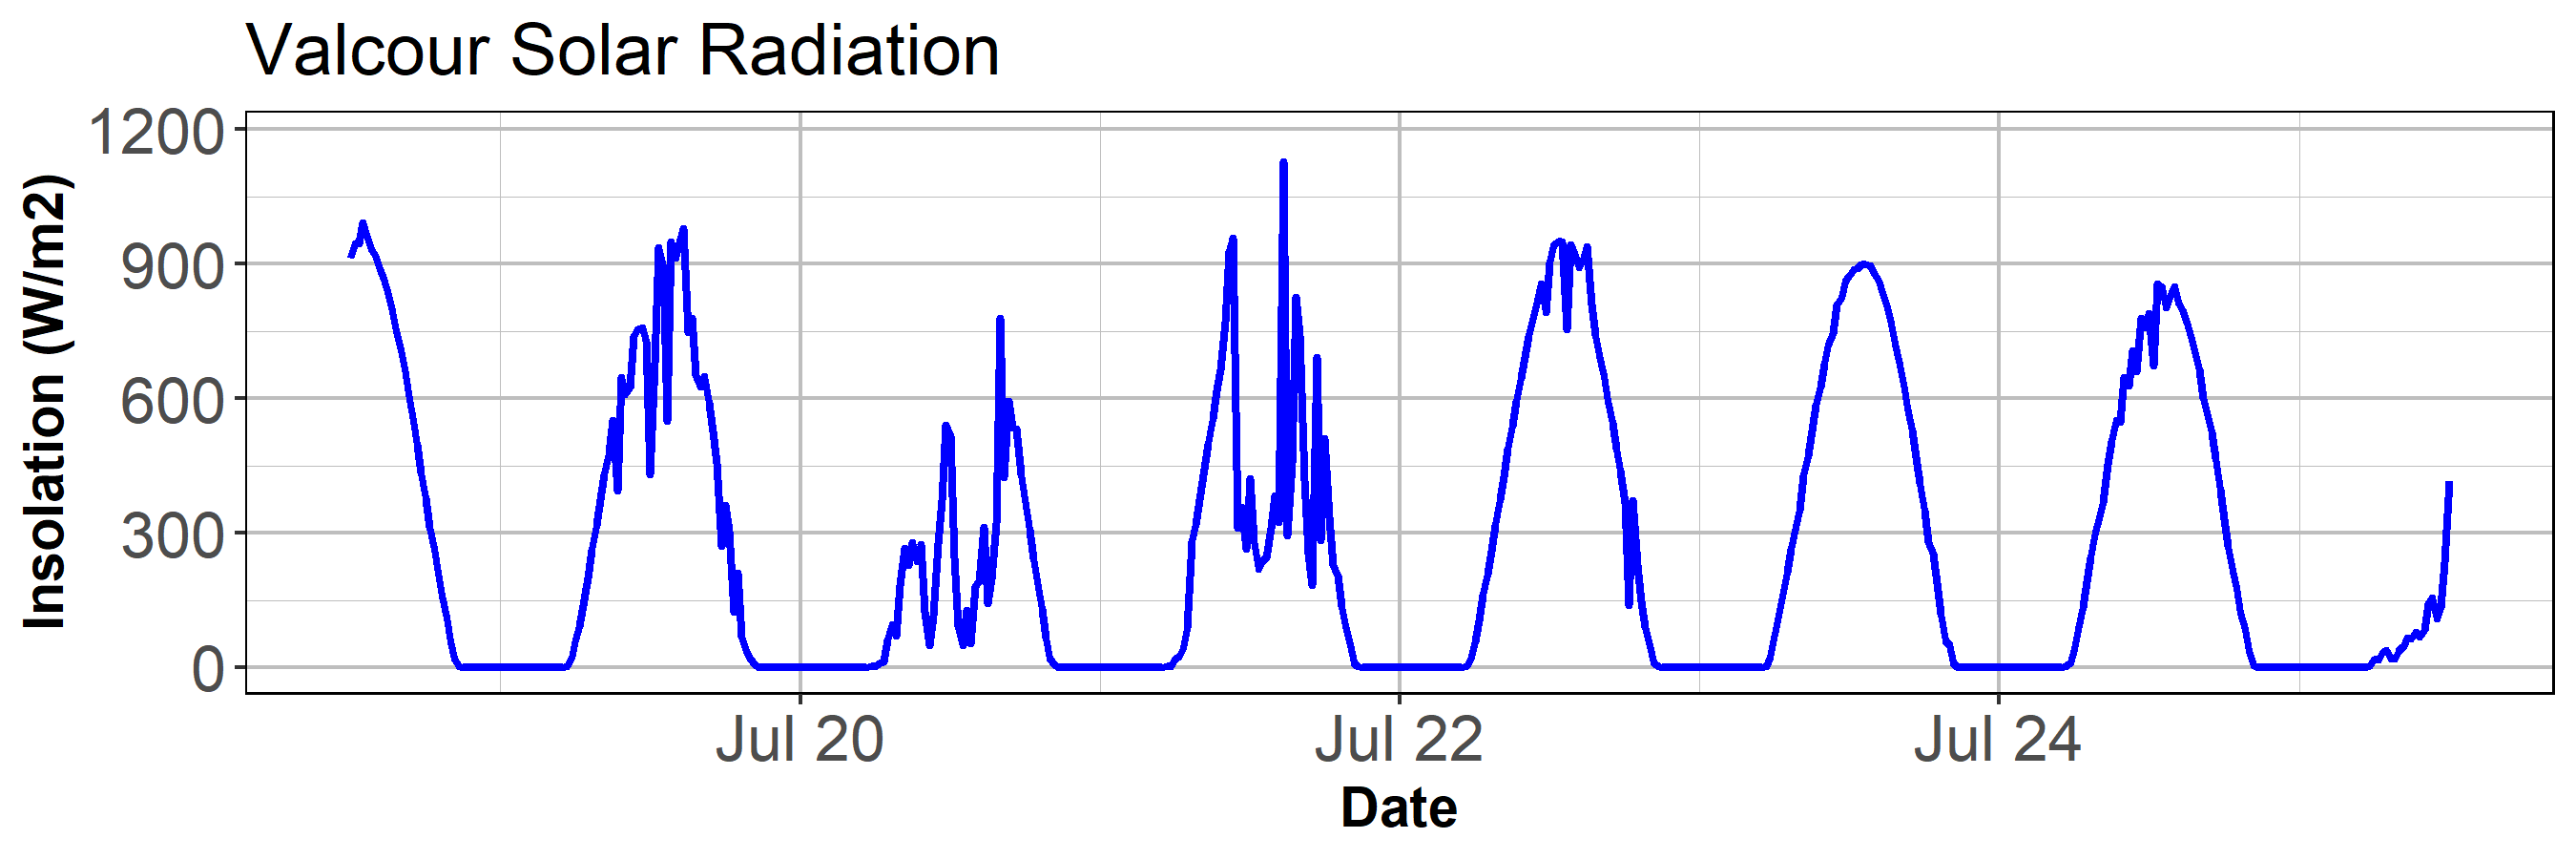 Valcour Solar Radiation
1200
900
600
300
0
Insolation (W/m2)
Jul 20
Jul 22
Jul 24
Date